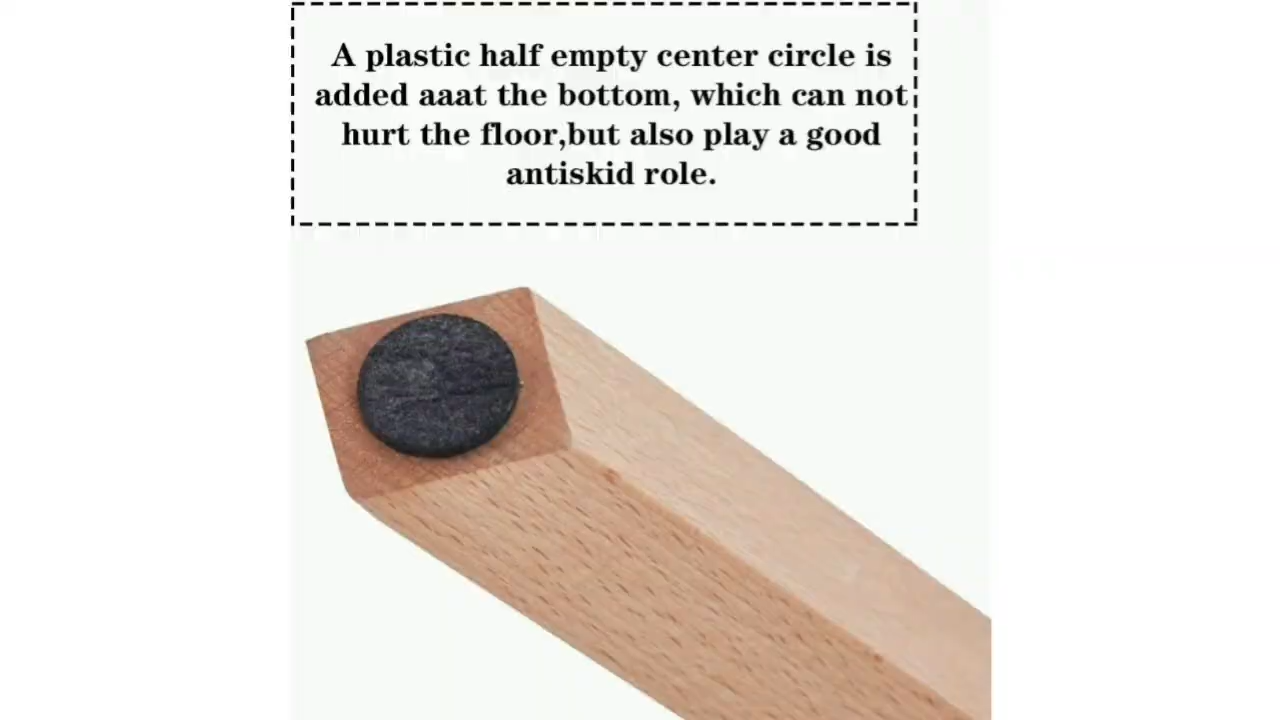 A plastic half empty center circle is
added aaat the bottom, which can not
hurt the floor,but also play a good
antiskid role.